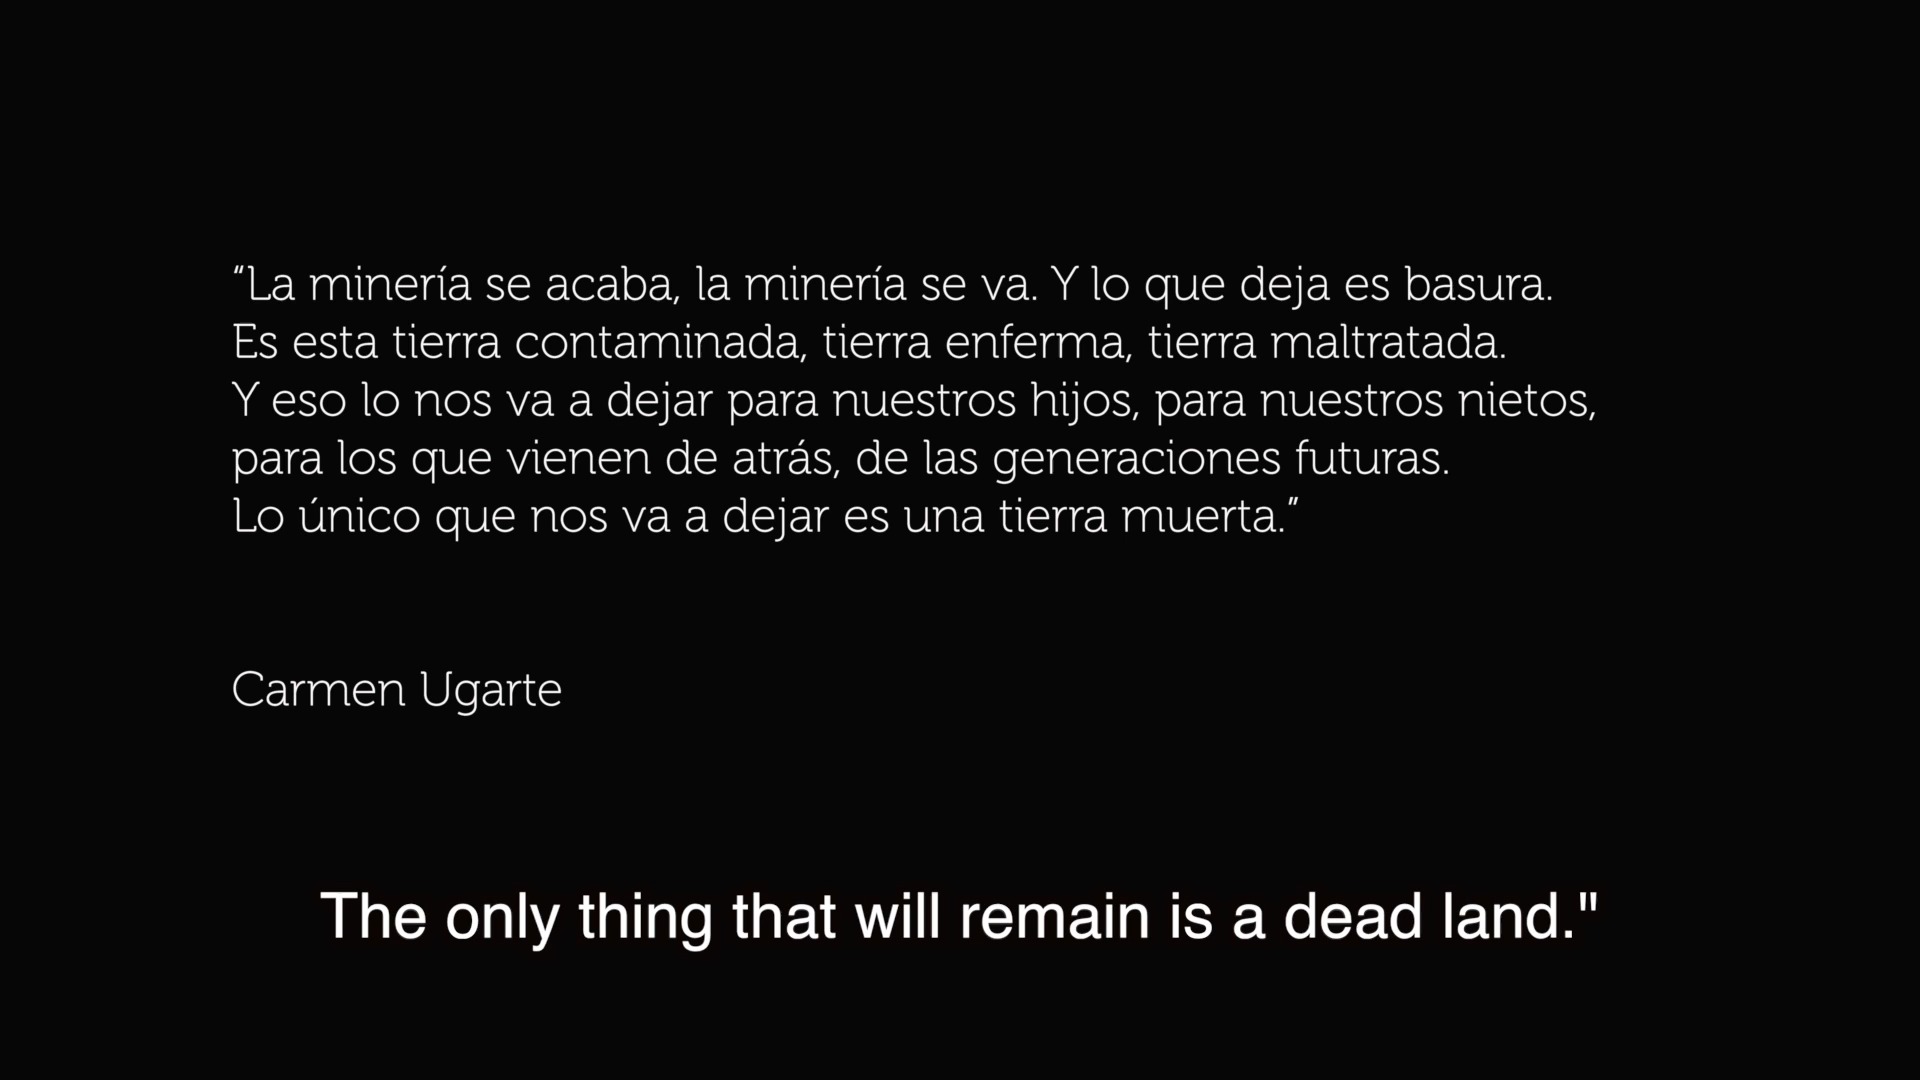 “La minería se acaba, la minería se va. Y lo que deja es basura.
Es esta tierra contaminada, tierra enferma, tierra maltratada.
Y eso lo nos va a dejar para nuestros hijos, para nuestros nietos,
para los que vienen de atrás, de las generaciones futuras.
Lo único que nos va a dejar es una tierra muerta.”
Carmen Ugarte
The only thing that will remain is a dead land."